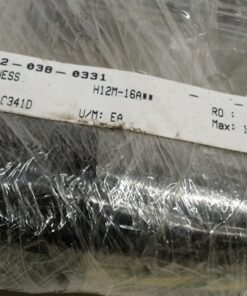 2-038-0331
NESS H12M-16A** - -
C341D U/M: EA RO :
Max: